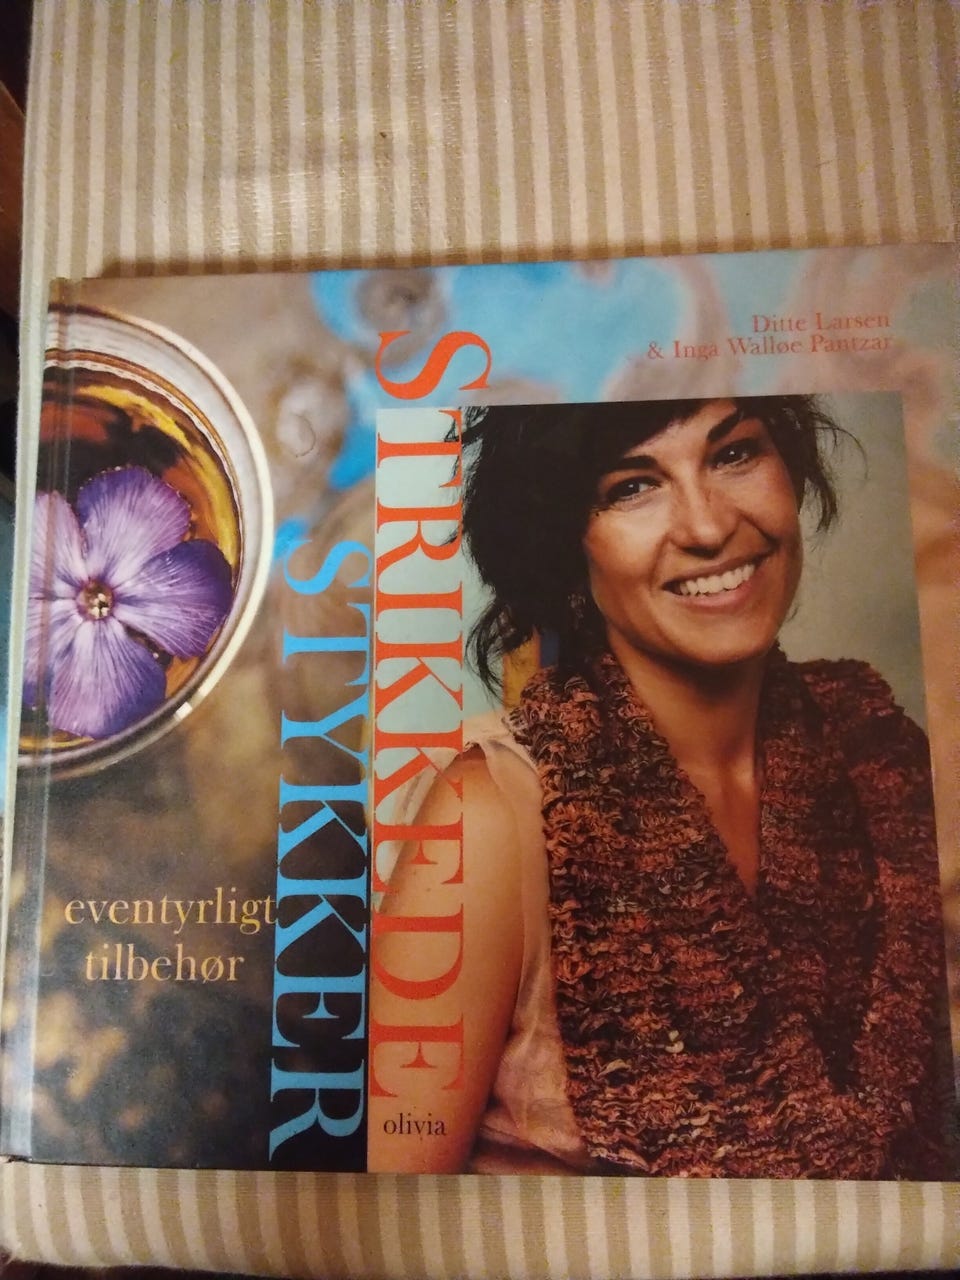 Ditte Larsen
& Inga Walløe Pantzar
STRIKKEDE
STYKKER
eventyrligt
tilbehør
olivia